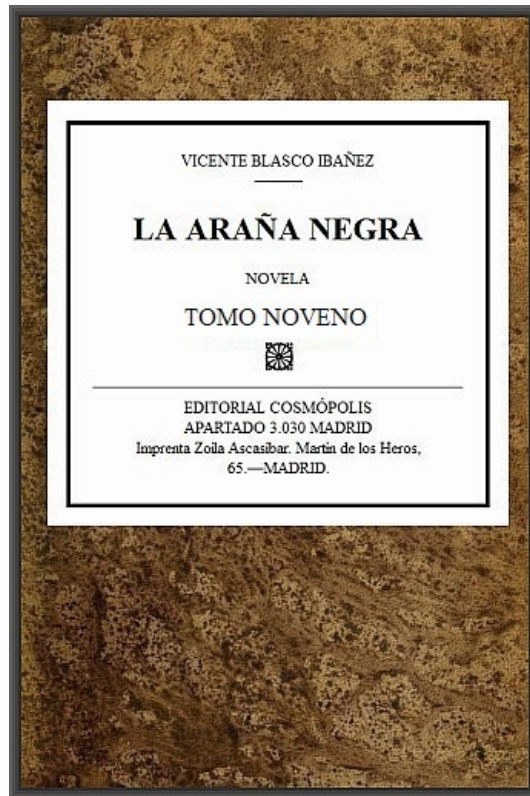 VICENTE BLASCO IBAÑEZ
LA ARAÑA NEGRA
NOVELA
TOMO NOVENO
EDITORIAL COSMÓPOLIS
APARTADO 3.030 MADRID
Imprenta Zoila Ascasibar. Martín de los Heros,
65.—MADRID.